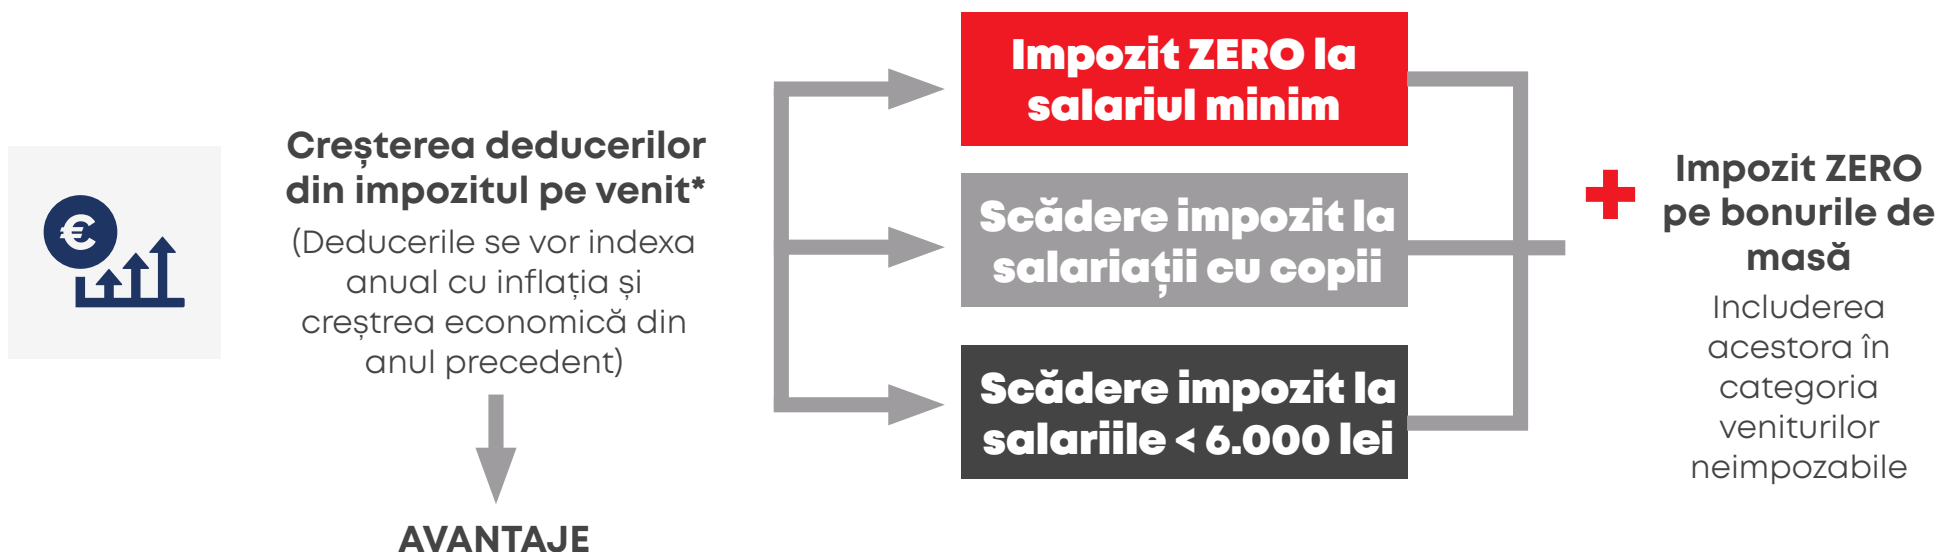 Creșterea deducerilor
din impozitul pe venit*
(Deducerile se vor indexa
anual cu inflația și
creștrea economică din
anul precedent)
AVANTAJE
Impozit ZERO la
salariul minim
Scădere impozit la
salariații cu copii
Scădere impozit la
salariile < 6.000 lei
Impozit ZERO
pe bonurile de
masă
Includerea
acestora în
categoria
veniturilor
neimpozabile